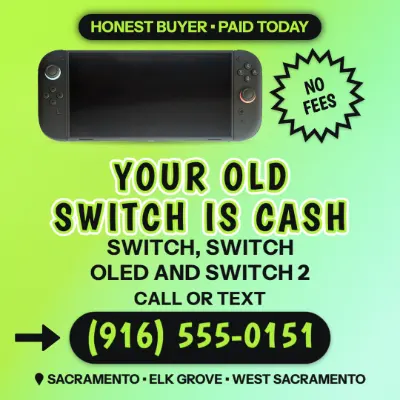 HONEST BUYER • PAID TODAY
NO
FEES
YOUR OLD
SWITCH IS CASH
SWITCH, SWITCH
OLED AND SWITCH 2
CALL OR TEXT
(916) 555-0151
SACRAMENTO • ELK GROVE • WEST SACRAMENTO